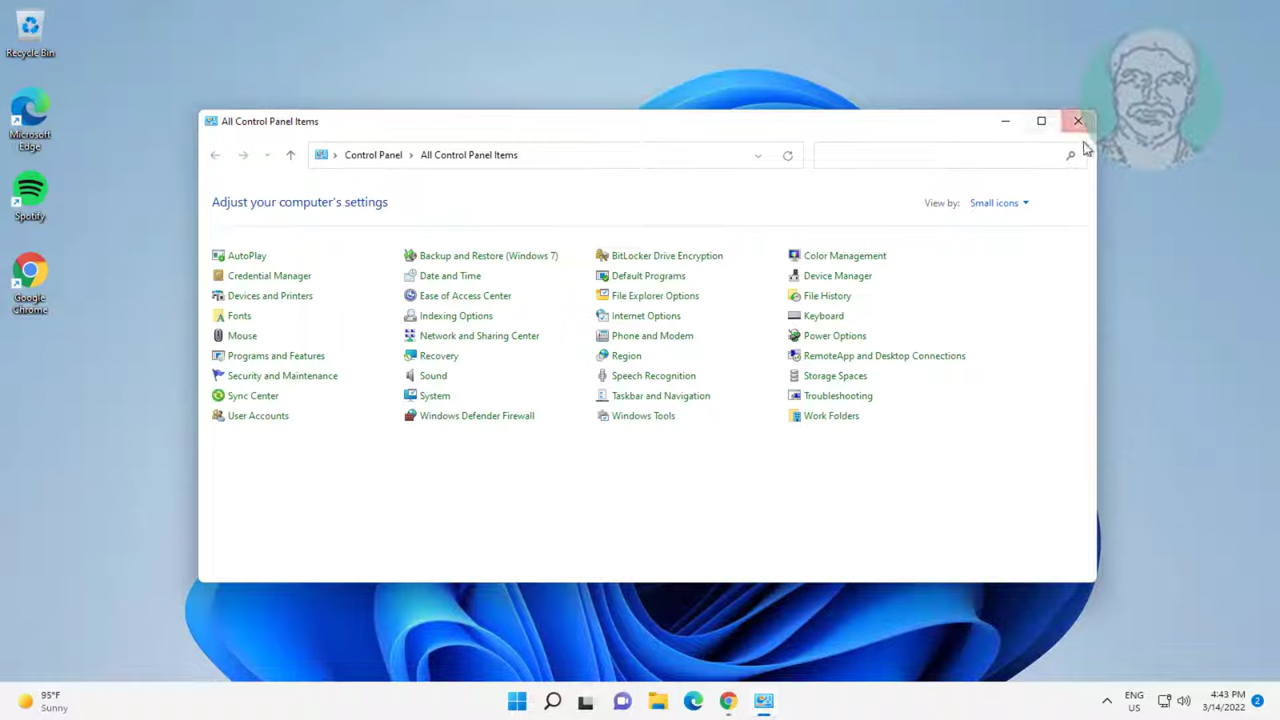 Recycle Bin
Microsoft
Edge
Spotify
Google
Chrome
All Control Panel Items
Control Panel > All Control Panel Items
Adjust your computer's settings
View by: Small icons
AutoPlay
Backup and Restore (Windows 7)
BitLocker Drive Encryption
Color Management
Credential Manager
Date and Time
Default Programs
Device Manager
Devices and Printers
Ease of Access Center
File Explorer Options
File History
Fonts
Indexing Options
Internet Options
Keyboard
Mouse
Network and Sharing Center
Phone and Modem
Power Options
Programs and Features
Recovery
Region
RemoteApp and Desktop Connections
Security and Maintenance
Sound
Speech Recognition
Storage Spaces
Sync Center
System
Taskbar and Navigation
Troubleshooting
User Accounts
Windows Defender Firewall
Windows Tools
Work Folders
95°F
Sunny
ENG
US
4:43 PM
3/14/2022
2